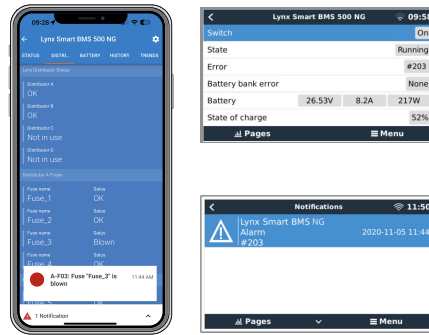 09:28
Lynx Smart BMS 500 NG
STATUS DISTRI.. BATTERY HISTORY TRENDS
Lynx Distributor Status
Distributor A
OK
Distributor B
OK
Distributor C
Not in use
Distributor D
Not in use
Distributor A Fuses
Fuse name Status
Fuse_1 OK
Fuse name Status
Fuse_2 OK
Fuse name Status
Fuse_3 Blown
Fuse name Status
Fuse_4 OK
A-F03: Fuse "Fuse_3" is blown 11:44 AM
1 Notification
Lynx Smart BMS 500 NG 09:58
Switch On
State Running
Error #203
Battery bank error None
Battery 26.53V 8.2A 217W
State of charge 52%
Pages Menu
Notifications 11:50
Lynx Smart BMS NG
Alarm 2020-11-05 11:44
#203
Pages Menu